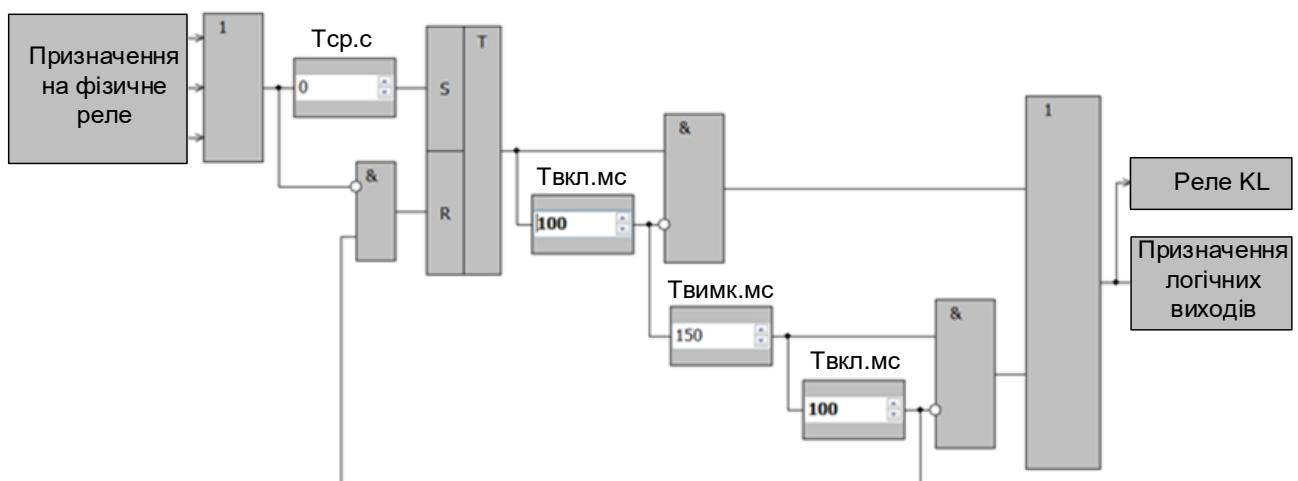 Призначення
на фізичне
реле
1
Тср.с
0
S
T
R
&
Твкл.мс
100
&
Твимк.мс
150
Твкл.мс
100
&
1
Реле KL
Призначення
логічних
виходів